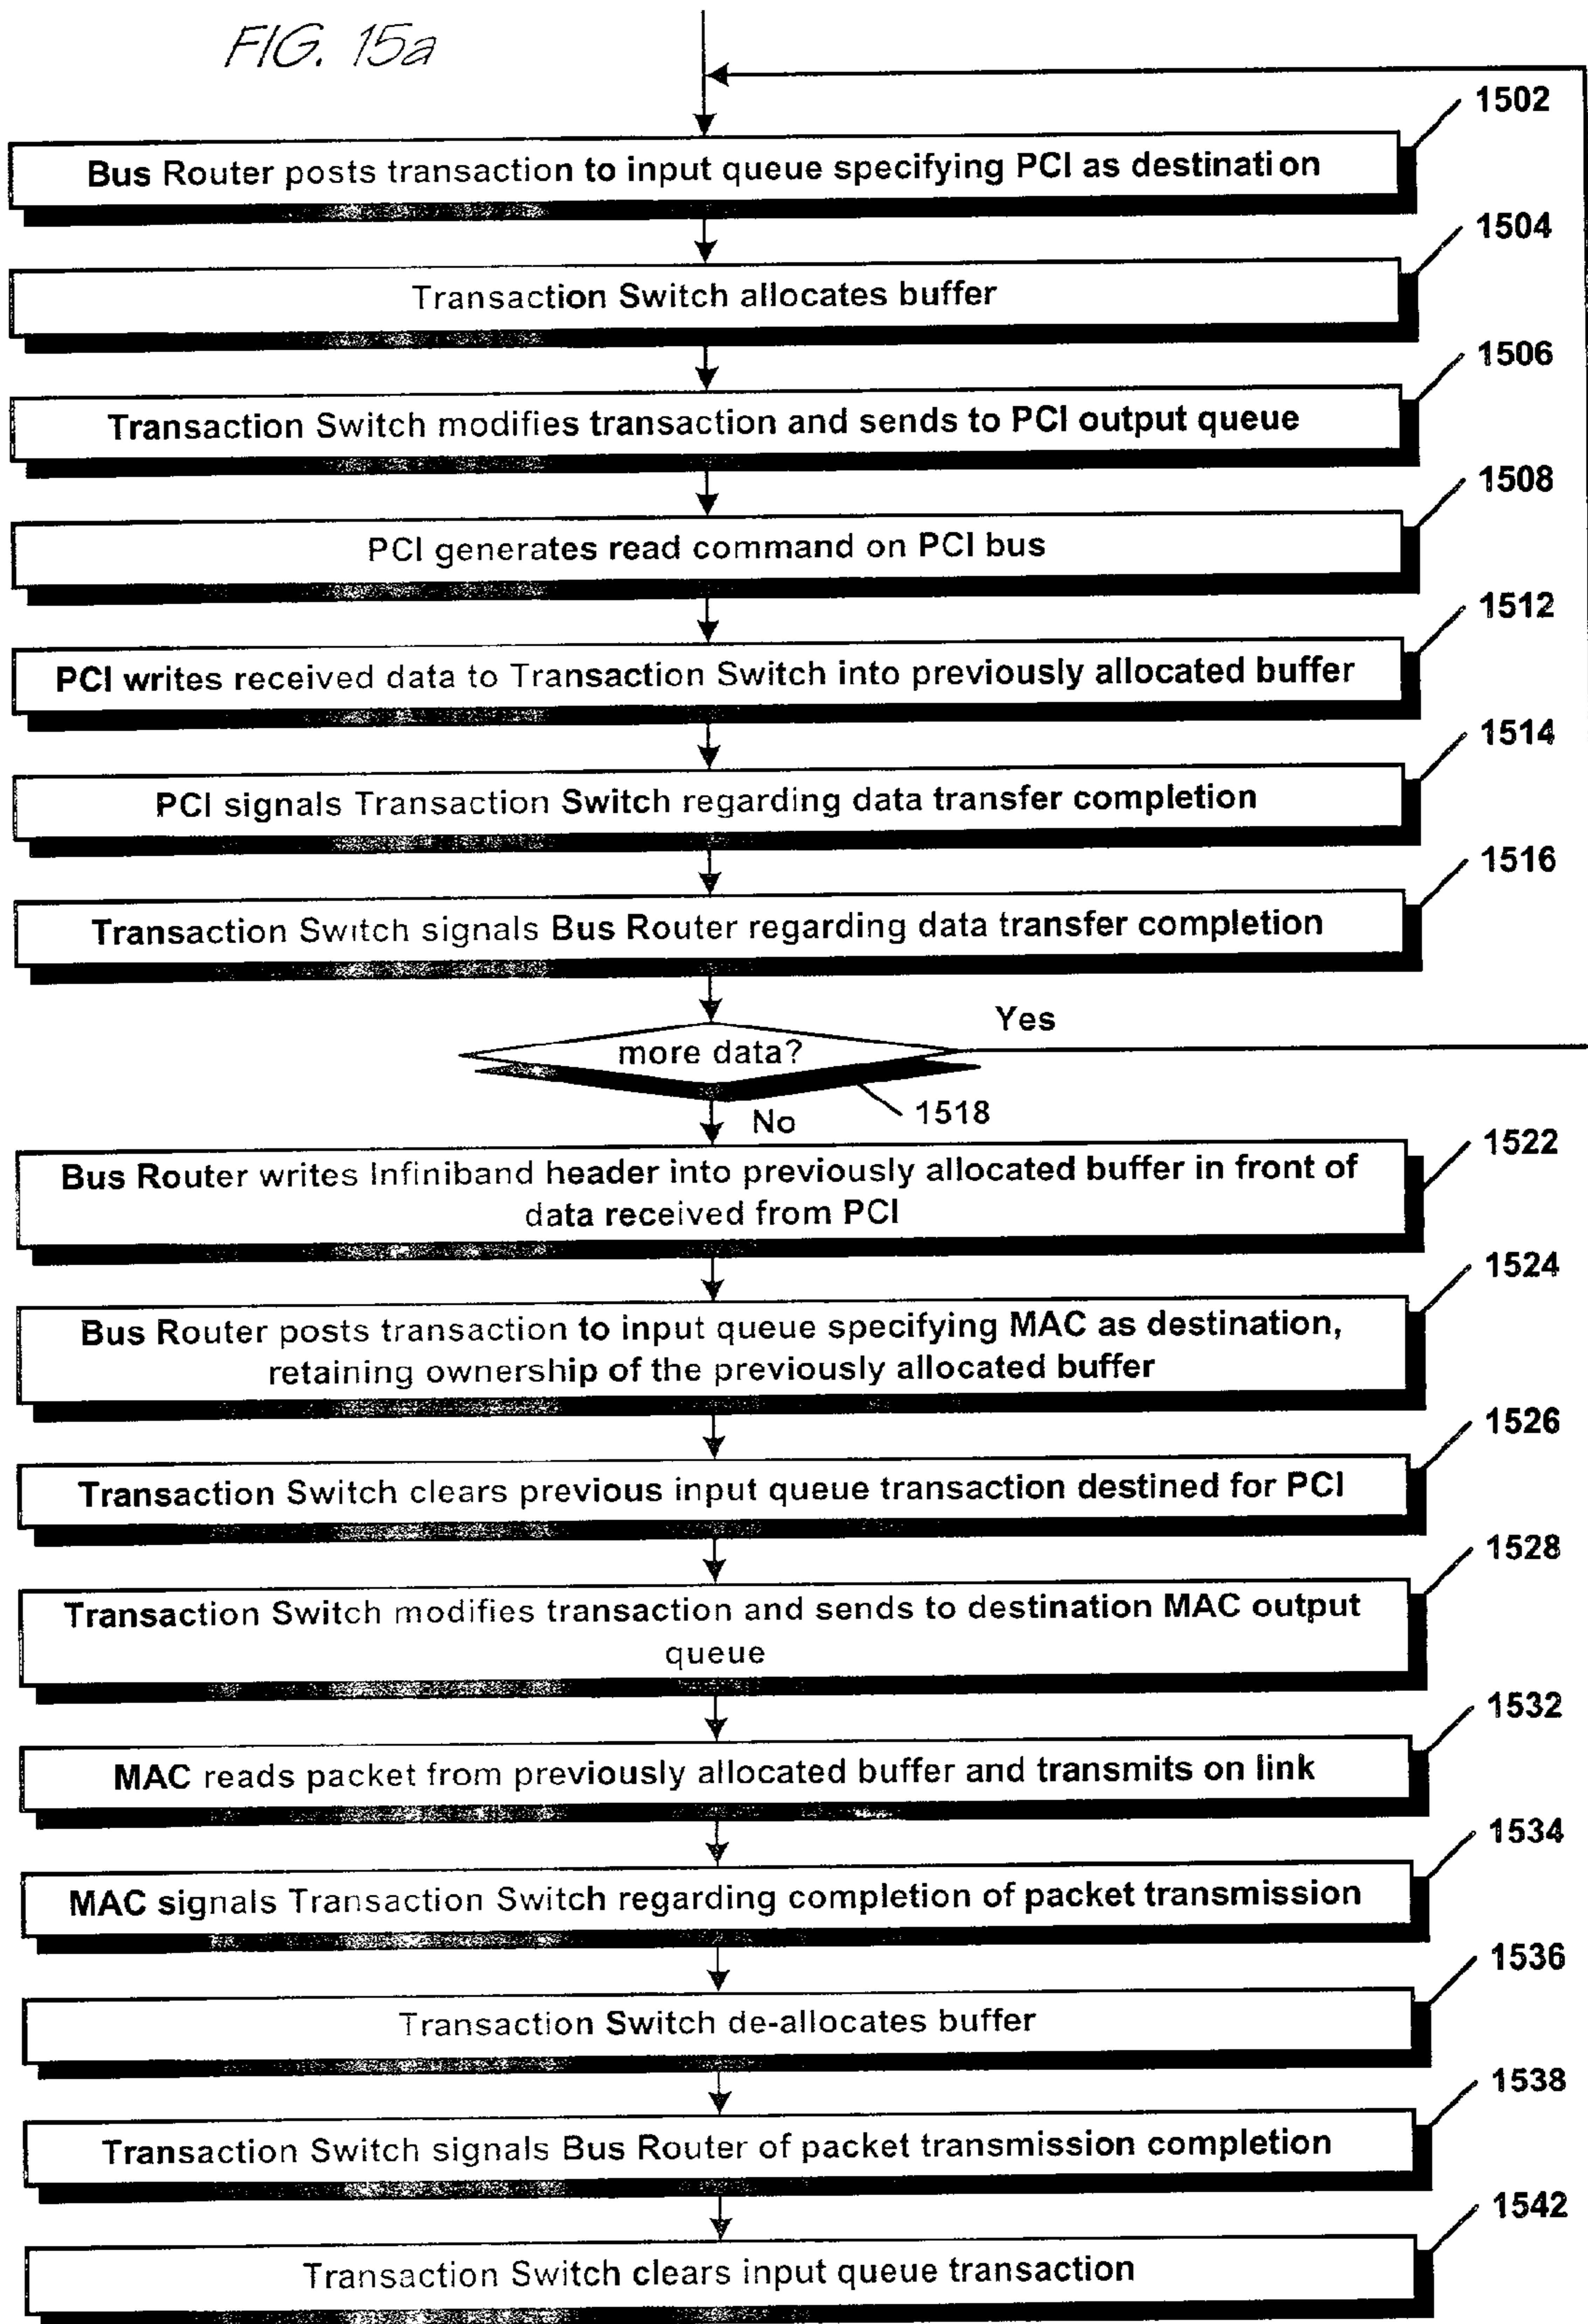 FIG. 15a
1502
Bus Router posts transaction to input queue specifying PCI as destination
1504
Transaction Switch allocates buffer
1506
Transaction Switch modifies transaction and sends to PCI output queue
1508
PCI generates read command on PCI bus
1512
PCI writes received data to Transaction Switch into previously allocated buffer
1514
PCI signals Transaction Switch regarding data transfer completion
1516
Transaction Switch signals Bus Router regarding data transfer completion
Yes
more data?
1518
No
1522
Bus Router writes Infiniband header into previously allocated buffer in front of
data received from PCI
1524
Bus Router posts transaction to input queue specifying MAC as destination,
retaining ownership of the previously allocated buffer
1526
Transaction Switch clears previous input queue transaction destined for PCI
1528
Transaction Switch modifies transaction and sends to destination MAC output
queue
1532
MAC reads packet from previously allocated buffer and transmits on link
1534
MAC signals Transaction Switch regarding completion of packet transmission
1536
Transaction Switch de-allocates buffer
1538
Transaction Switch signals Bus Router of packet transmission completion
1542
Transaction Switch clears input queue transaction